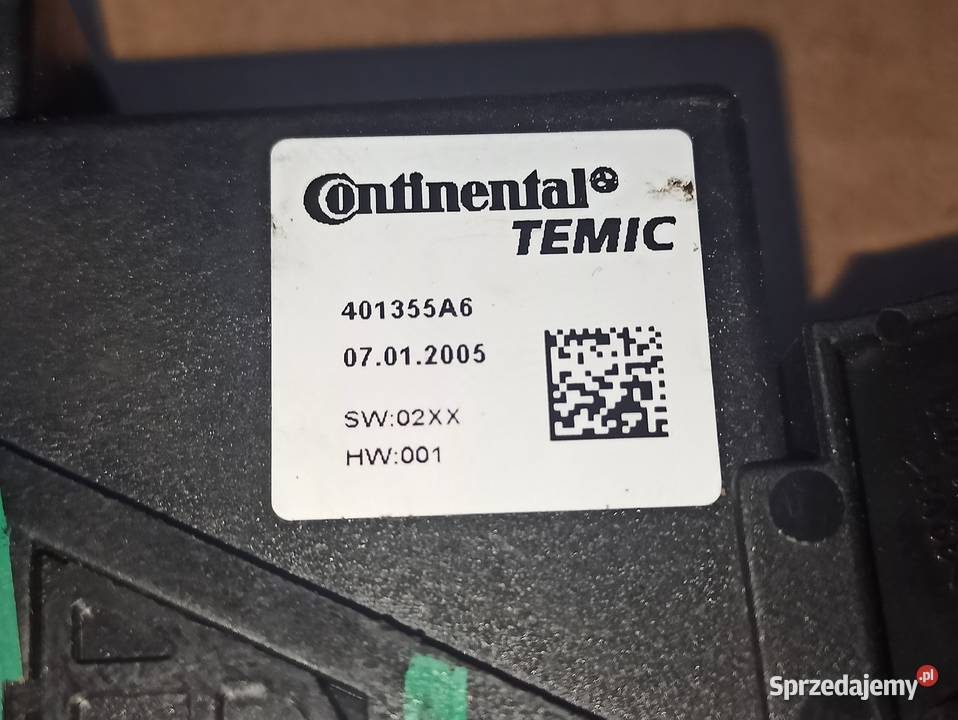 Continental
TEMIC
401355A6
07.01.2005
SW:02XX
HW:001
Sprzedajemy.pl